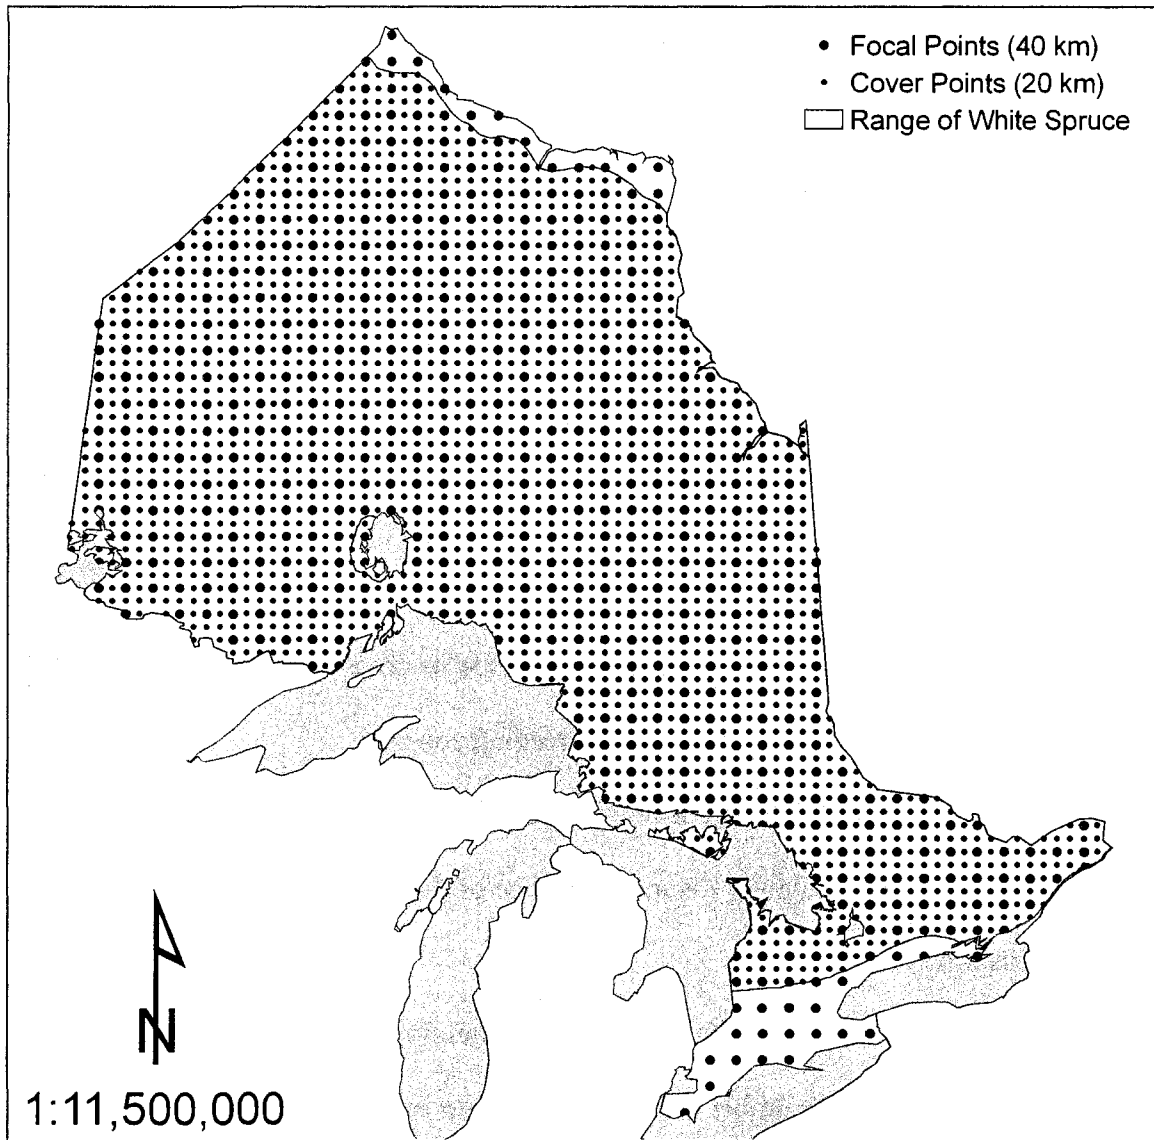 Focal Points (40 km)
Cover Points (20 km)
Range of White Spruce
N
1:11,500,000